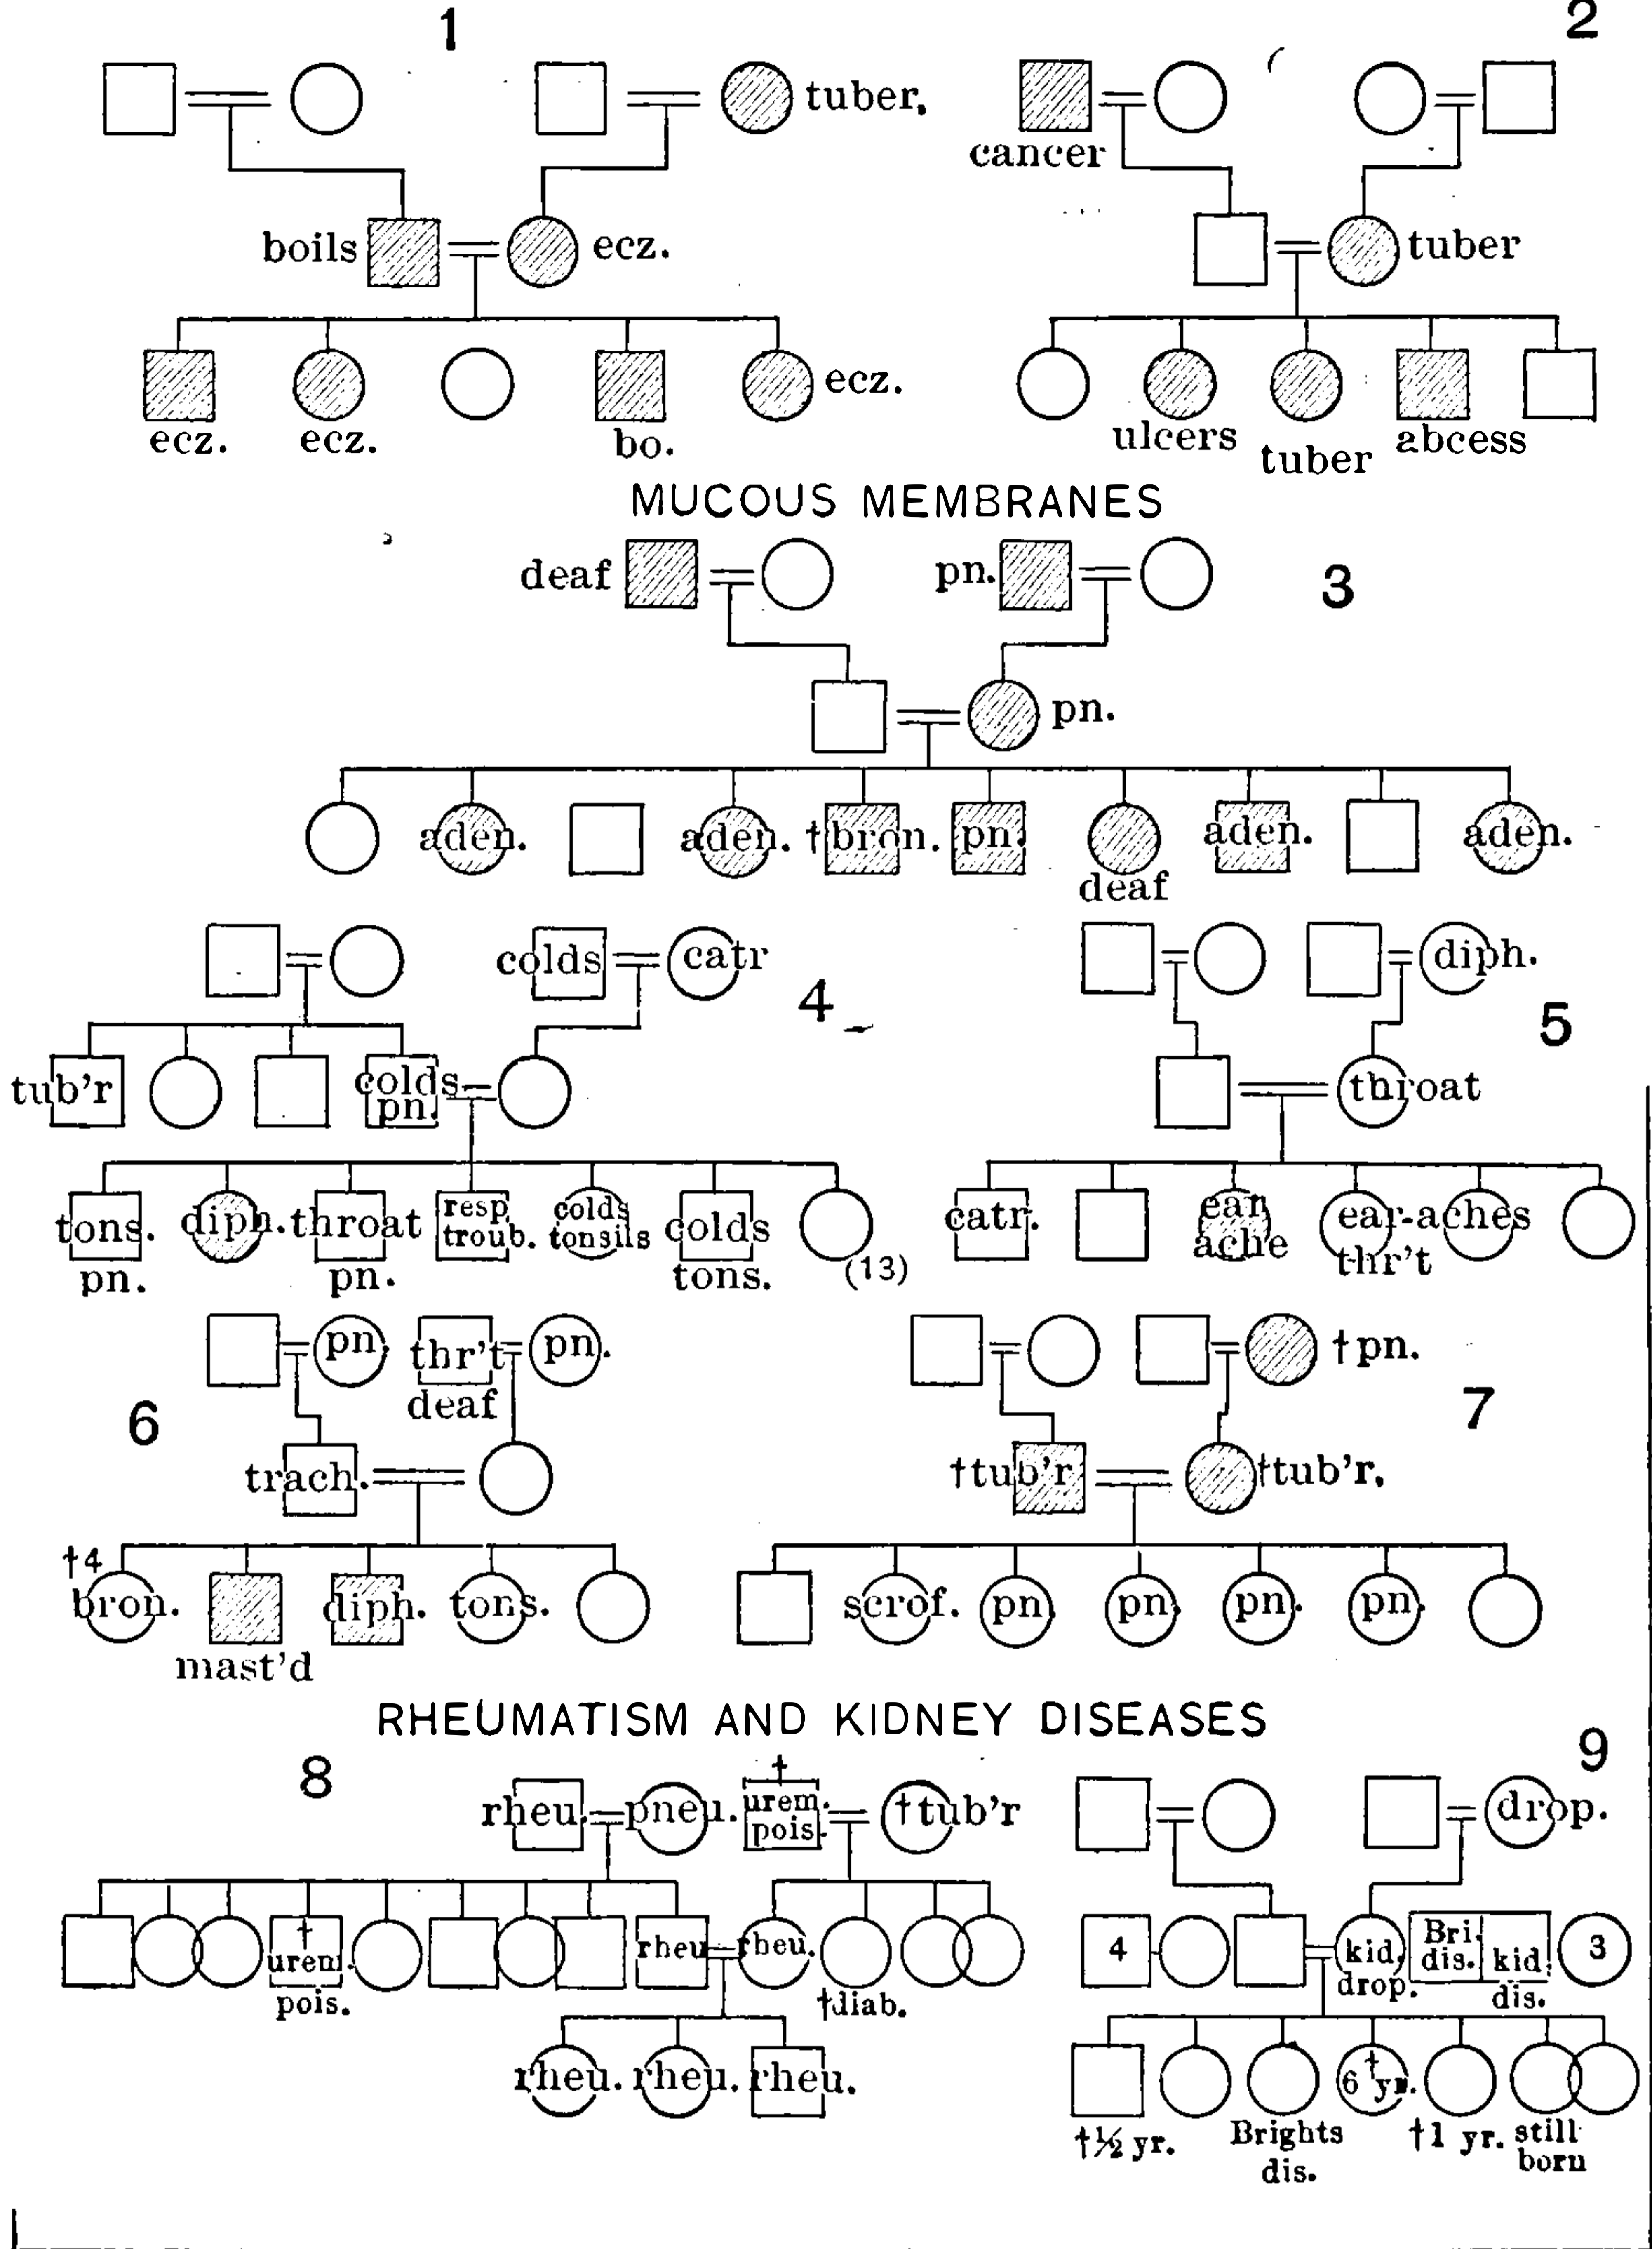 1
2
tuber.
cancer
boils
ecz.
tuber
ecz.
ecz.
ecz.
bo.
ulcers
tuber
abcess
MUCOUS MEMBRANES
deaf
pn.
3
pn.
aden.
aden.
†bron.
pn.
deaf
aden.
aden.
colds
catr
4
diph.
5
tub'r
colds
pn.
throat
tons.
pn.
diph.
throat
pn.
resp
troub.
colds
tonsils
colds
tons.
(13)
catr.
ear
ache
ear-aches
thr't
pn.
thr't
deaf
pn.
6
†pn.
7
trach.
†tub'r
†tub'r.
†4
bron.
mast'd
diph.
tons.
scrof.
pn.
pn.
pn.
pn.
RHEUMATISM AND KIDNEY DISEASES
8
9
rheu.
pneu.
†
urem.
pois.
†tub'r
drop.
†
urem.
pois.
rheu
rheu.
†diab.
4
kid.
drop.
Bri.
dis.
kid.
dis.
3
rheu.
rheu.
rheu.
†½ yr.
Brights
dis.
†
6 yr.
†1 yr.
still
born